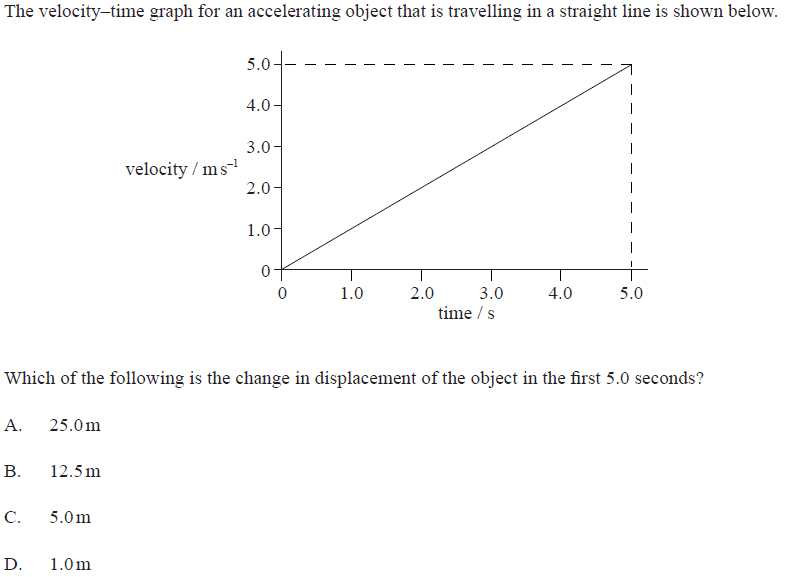 The velocity–time graph for an accelerating object that is travelling in a straight line is shown below.
5.0
4.0
3.0
velocity / m s⁻¹
2.0
1.0
0
0 1.0 2.0 3.0 4.0 5.0
time / s
Which of the following is the change in displacement of the object in the first 5.0 seconds?
A. 25.0 m
B. 12.5 m
C. 5.0 m
D. 1.0 m